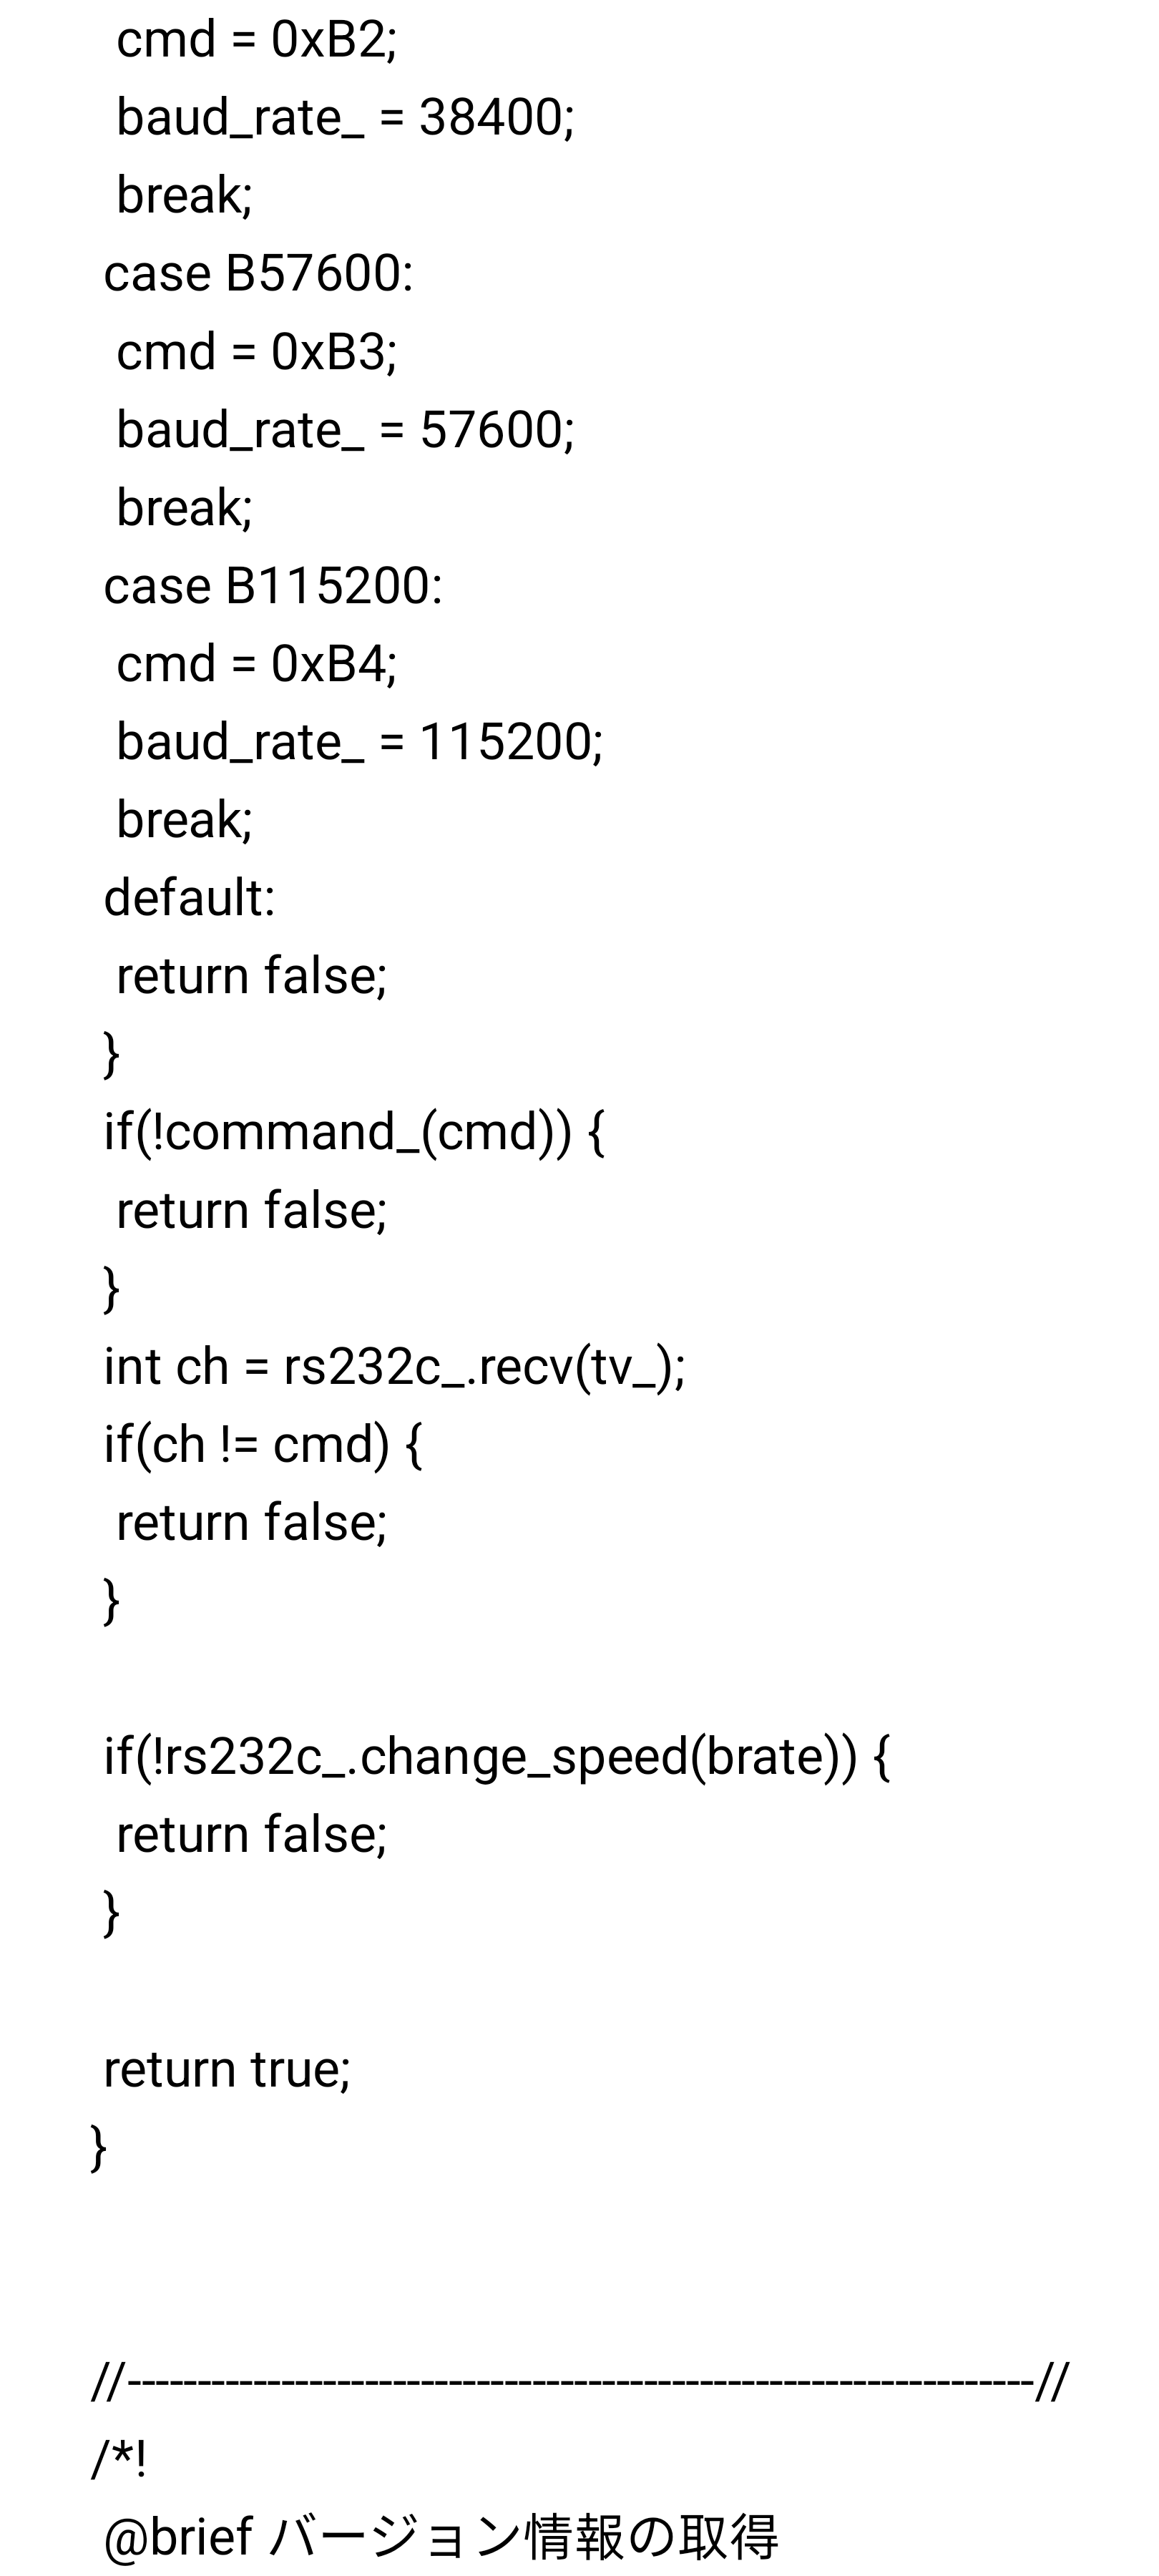 cmd = 0xB2;
baud_rate_ = 38400;
break;
case B57600:
cmd = 0xB3;
baud_rate_ = 57600;
break;
case B115200:
cmd = 0xB4;
baud_rate_ = 115200;
break;
default:
return false;
}
if(!command_(cmd)) {
return false;
}
int ch = rs232c_.recv(tv_);
if(ch != cmd) {
return false;
}
if(!rs232c_.change_speed(brate)) {
return false;
}
return true;
}
//-----------------------------------------------------------------//
/*!
@brief バージョン情報の取得